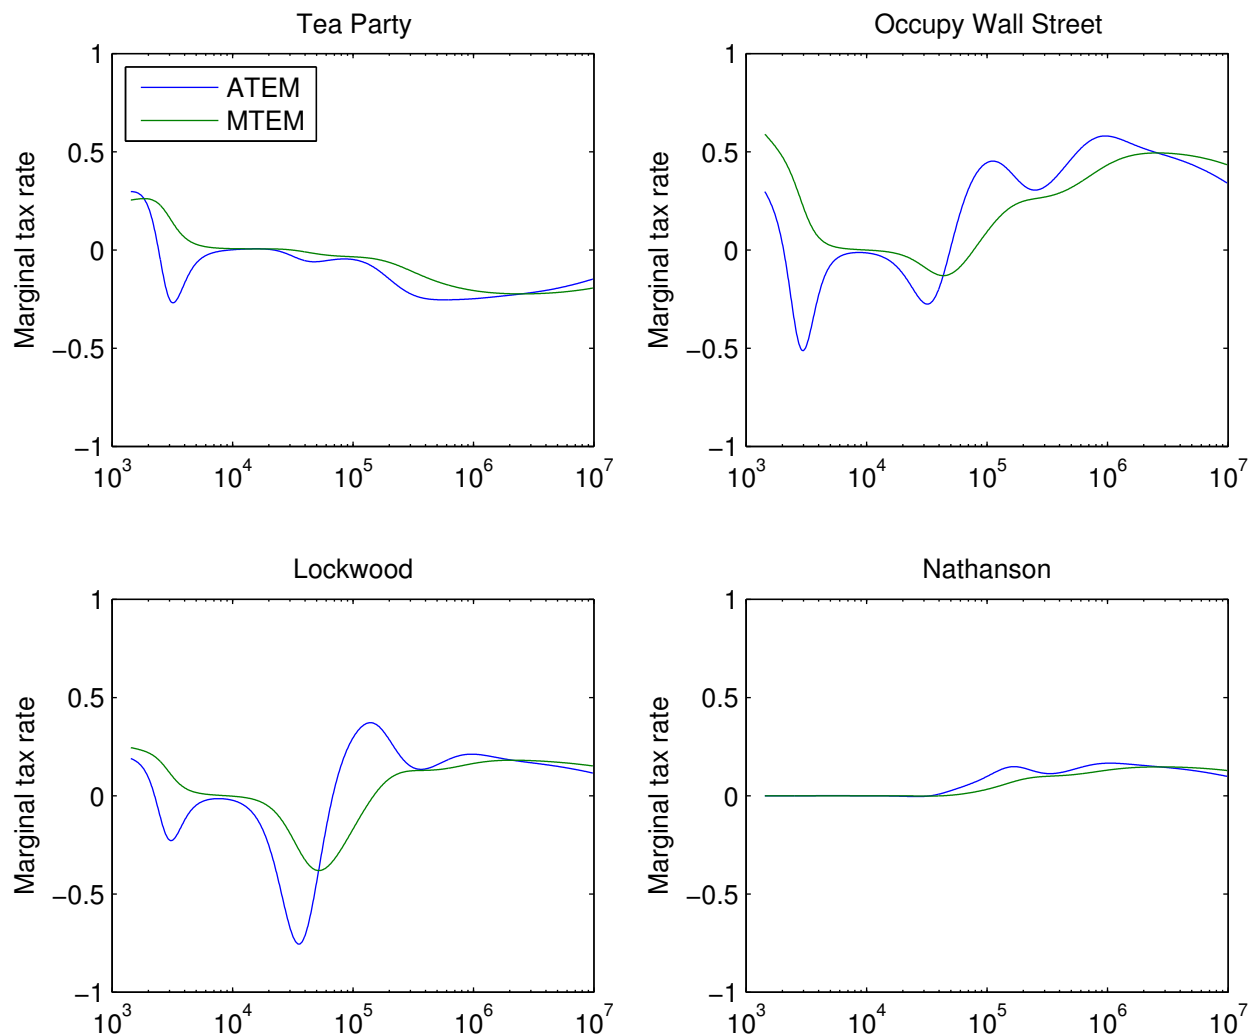 Tea Party
1
0.5
0
−0.5
−1
Marginal tax rate
ATEM
MTEM
10^3 10^4 10^5 10^6 10^7
Occupy Wall Street
1
0.5
0
−0.5
−1
Marginal tax rate
10^3 10^4 10^5 10^6 10^7
Lockwood
1
0.5
0
−0.5
−1
Marginal tax rate
10^3 10^4 10^5 10^6 10^7
Nathanson
1
0.5
0
−0.5
−1
Marginal tax rate
10^3 10^4 10^5 10^6 10^7